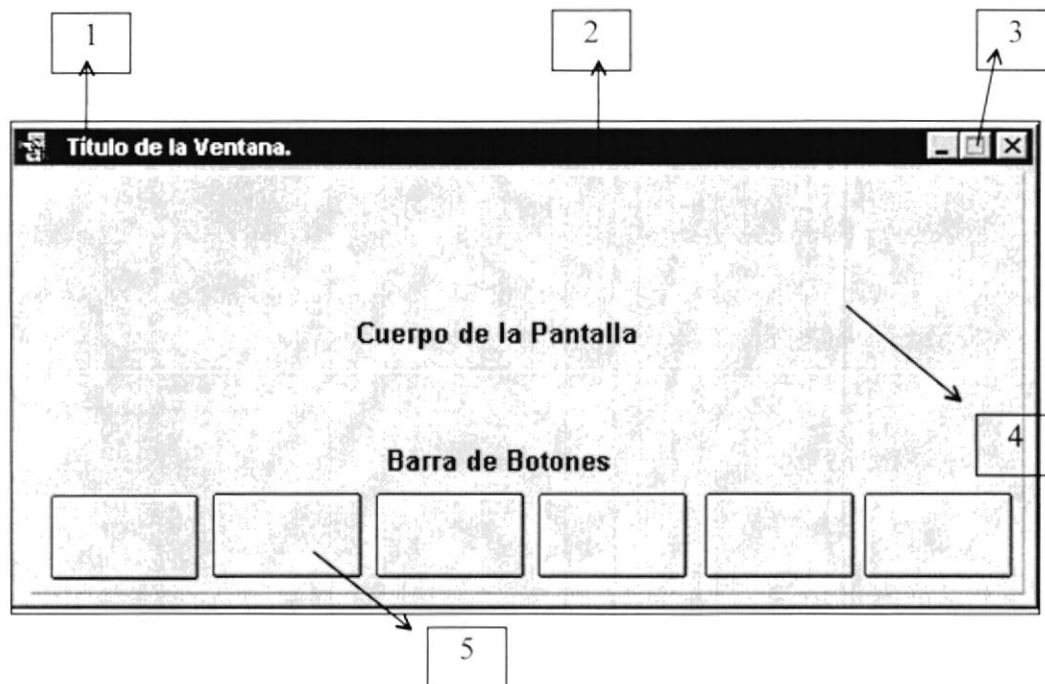 1 2 3
Título de la Ventana.
Cuerpo de la Pantalla
4
Barra de Botones
5